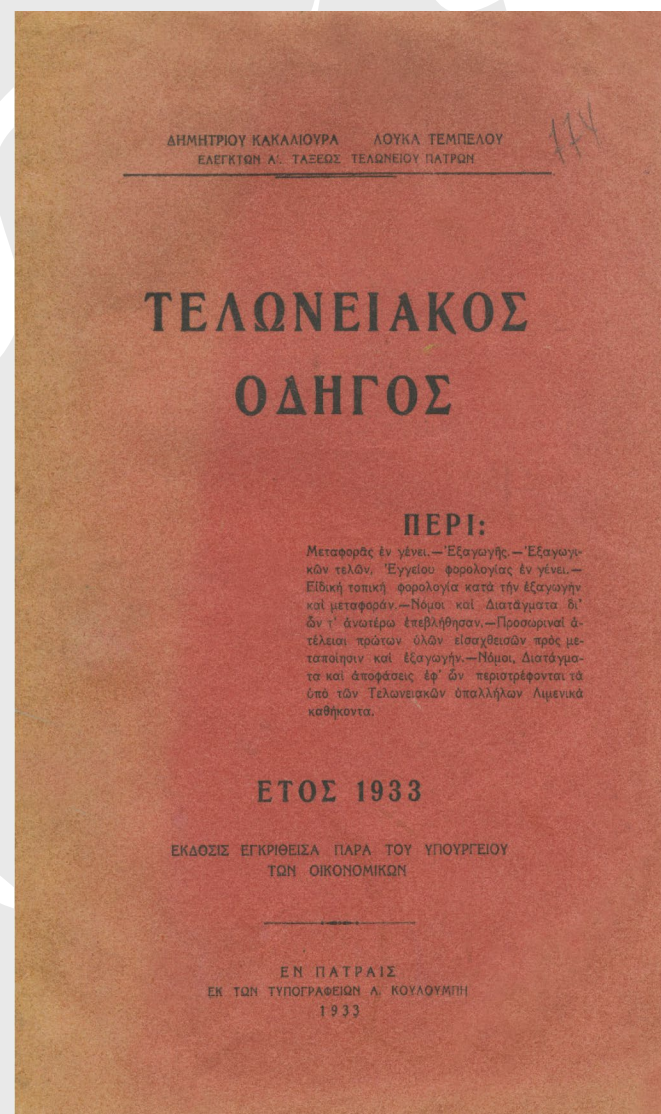 ΔΗΜΗΤΡΙΟΥ ΚΑΚΑΛΙΟΥΡΑ ΛΟΥΚΑ ΤΕΜΠΕΛΟΥ
ΕΛΕΓΚΤΩΝ Α΄. ΤΑΞΕΩΣ ΤΕΛΩΝΕΙΟΥ ΠΑΤΡΩΝ
ΤΕΛΩΝΕΙΑΚΟΣ
ΟΔΗΓΟΣ
ΠΕΡΙ:
Μεταφορᾶς ἐν γένει.—Ἐξαγωγῆς.—Ἐξαγωγι-
κῶν τελῶν. Ἐγγείου φορολογίας ἐν γένει.—
Εἰδική τοπική φορολογία κατά τήν ἐξαγωγήν
καί μεταφοράν.—Νόμοι καί Διατάγματα δι'
ὧν τ' ἀνωτέρω ἐπεβλήθησαν.—Προσωριναί ἀ-
τέλειαι πρώτων ὑλῶν εἰσαχθεισῶν πρός με-
ταποίησιν καί ἐξαγωγήν.—Νόμοι, Διατάγμα-
τα καί ἀποφάσεις ἐφ' ὧν περιστρέφονται τά
ὑπό τῶν Τελωνειακῶν ὑπαλλήλων Λιμενικά
καθήκοντα.
ΕΤΟΣ 1933
ΕΚΔΟΣΙΣ ΕΓΚΡΙΘΕΙΣΑ ΠΑΡΑ ΤΟΥ ΥΠΟΥΡΓΕΙΟΥ
ΤΩΝ ΟΙΚΟΝΟΜΙΚΩΝ
ΕΝ ΠΑΤΡΑΙΣ
ΕΚ ΤΩΝ ΤΥΠΟΓΡΑΦΕΙΩΝ Α. ΚΟΥΛΟΥΜΠΗ
1933